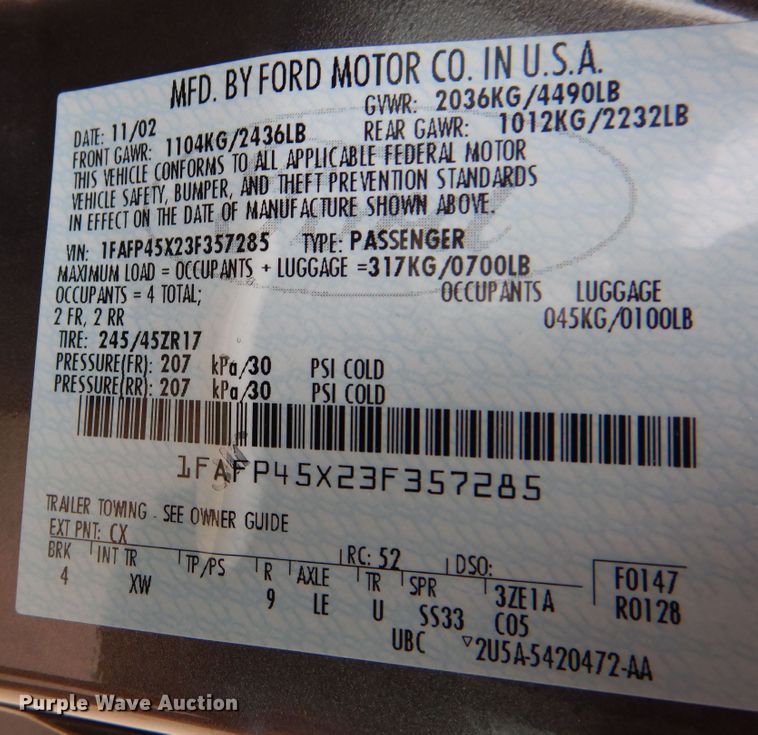 MFD. BY FORD MOTOR CO. IN U.S.A.
DATE: 11/02 GVWR: 2036KG/4490LB
FRONT GAWR: 1104KG/2436LB REAR GAWR: 1012KG/2232LB
THIS VEHICLE CONFORMS TO ALL APPLICABLE FEDERAL MOTOR
VEHICLE SAFETY, BUMPER, AND THEFT PREVENTION STANDARDS
IN EFFECT ON THE DATE OF MANUFACTURE SHOWN ABOVE.
VIN: 1FAFP45X23F357285 TYPE: PASSENGER
MAXIMUM LOAD = OCCUPANTS + LUGGAGE =317KG/0700LB
OCCUPANTS = 4 TOTAL; OCCUPANTS LUGGAGE
2 FR, 2 RR 045KG/0100LB
TIRE: 245/45ZR17
PRESSURE(FR): 207 kPa/30 PSI COLD
PRESSURE(RR): 207 kPa/30 PSI COLD
1FAFP45X23F357285
TRAILER TOWING - SEE OWNER GUIDE
EXT PNT: CX RC: 52 DSO:
BRK INT TR TP/PS R AXLE TR SPR F0147
4 XW 9 LE U SS33 3ZE1A R0128
C05
UBC 2U5A-5420472-AA
Purple Wave Auction